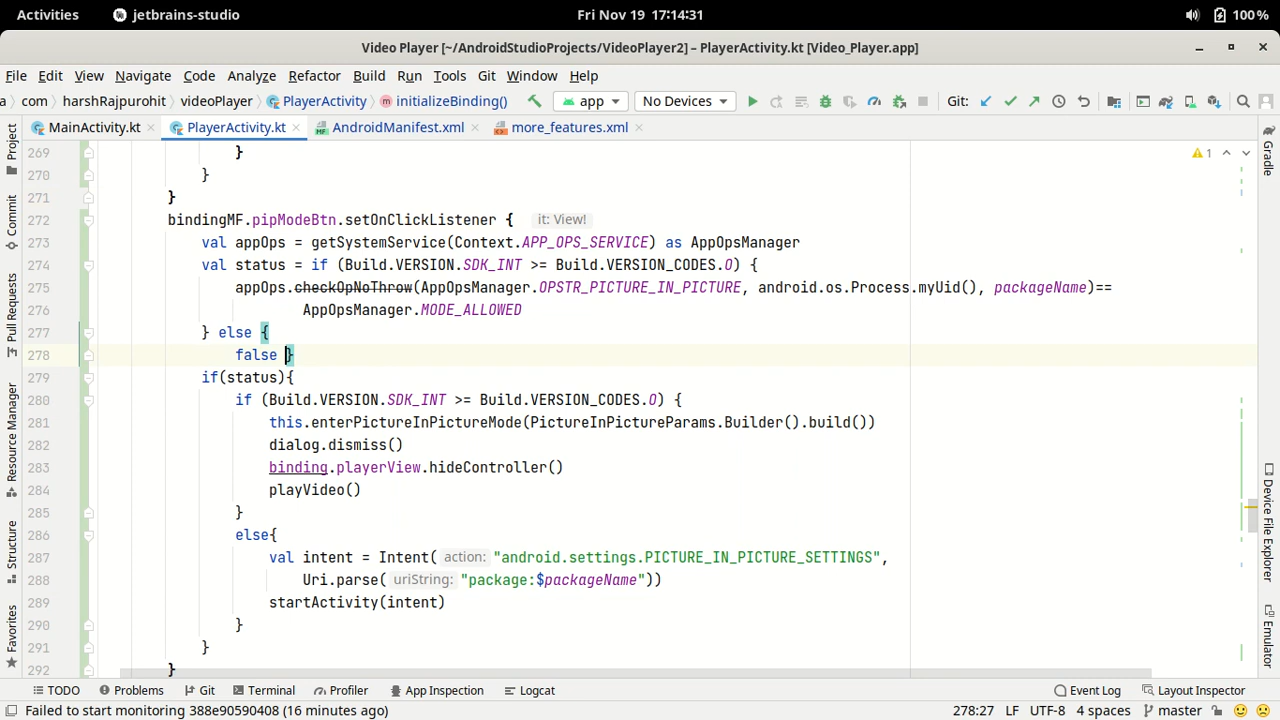 Activities jetbrains-studio Fri Nov 19 17:14:31 100%
Video Player [~/AndroidStudioProjects/VideoPlayer2] – PlayerActivity.kt [Video_Player.app]
File Edit View Navigate Code Analyze Refactor Build Run Tools Git Window Help
a com harshRajpurohit videoPlayer PlayerActivity initializeBinding() app No Devices Git:
MainActivity.kt PlayerActivity.kt AndroidManifest.xml more_features.xml
269 }
270 }
271 }
272 bindingMF.pipModeBtn.setOnClickListener { it: View!
273 val appOps = getSystemService(Context.APP_OPS_SERVICE) as AppOpsManager
274 val status = if (Build.VERSION.SDK_INT >= Build.VERSION_CODES.O) {
275 appOps.checkOpNoThrow(AppOpsManager.OPSTR_PICTURE_IN_PICTURE, android.os.Process.myUid(), packageName)==
276 AppOpsManager.MODE_ALLOWED
277 } else {
278 false }
279 if(status){
280 if (Build.VERSION.SDK_INT >= Build.VERSION_CODES.O) {
281 this.enterPictureInPictureMode(PictureInPictureParams.Builder().build())
282 dialog.dismiss()
283 binding.playerView.hideController()
284 playVideo()
285 }
286 else{
287 val intent = Intent( action: "android.settings.PICTURE_IN_PICTURE_SETTINGS",
288 Uri.parse( uriString: "package:$packageName"))
289 startActivity(intent)
290 }
291 }
292 }
1
Project
Commit
Pull Requests
Resource Manager
Structure
Favorites
Gradle
Device File Explorer
Emulator
TODO Problems Git Terminal Profiler App Inspection Logcat Event Log Layout Inspector
Failed to start monitoring 388e90590408 (16 minutes ago) 278:27 LF UTF-8 4 spaces master